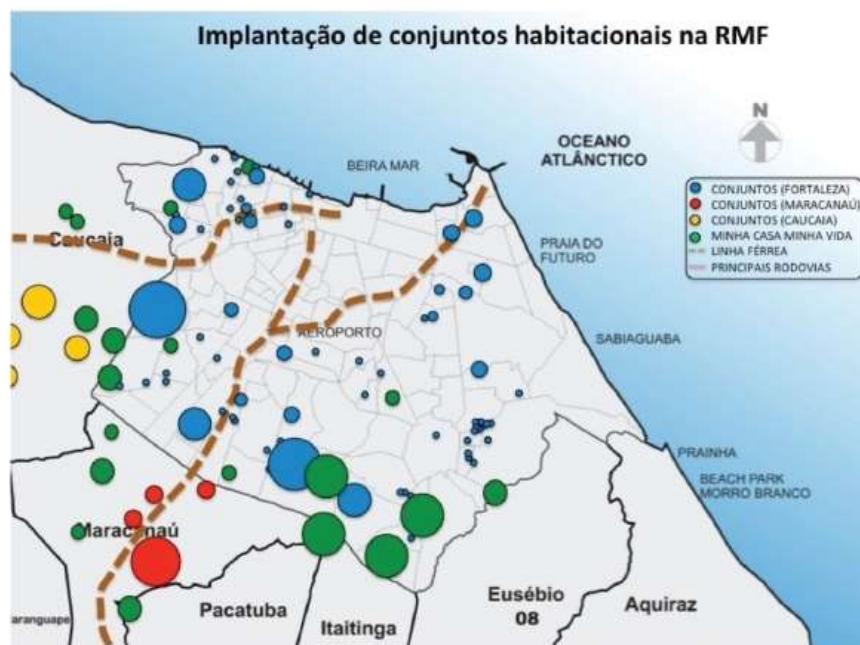 Implantação de conjuntos habitacionais na RMF
N
OCEANO
ATLÂNCTICO
BEIRA MAR
CONJUNTOS (FORTALEZA)
CONJUNTOS (MARACANAÚ)
CONJUNTOS (CAUCAIA)
MINHA CASA MINHA VIDA
LINHA FÉRREA
PRINCIPAIS RODOVIAS
Caucaia
PRAIA DO
FUTURO
AEROPORTO
SABIAGUABA
PRAINHA
BEACH PARK
MORRO BRANCO
Maracanaú
aranguape
Pacatuba
Itaitinga
Eusébio
08
Aquiraz